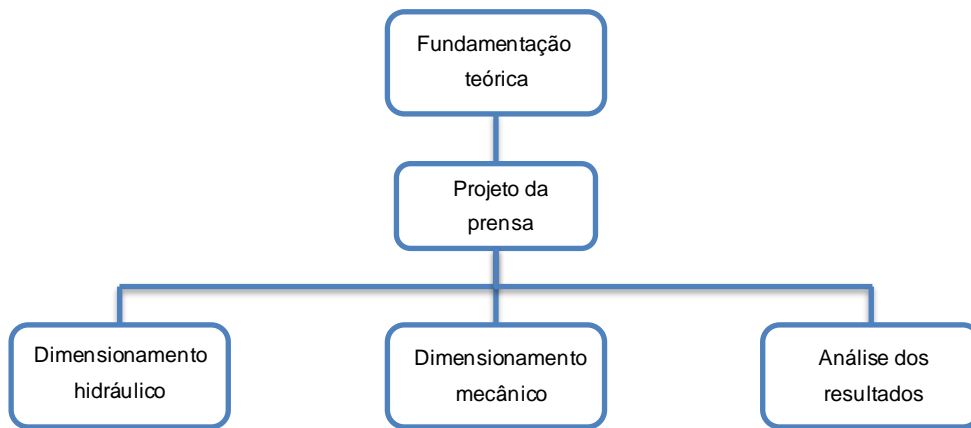 Fundamentação
teórica
Projeto da
prensa
Dimensionamento
hidráulico
Dimensionamento
mecânico
Análise dos
resultados